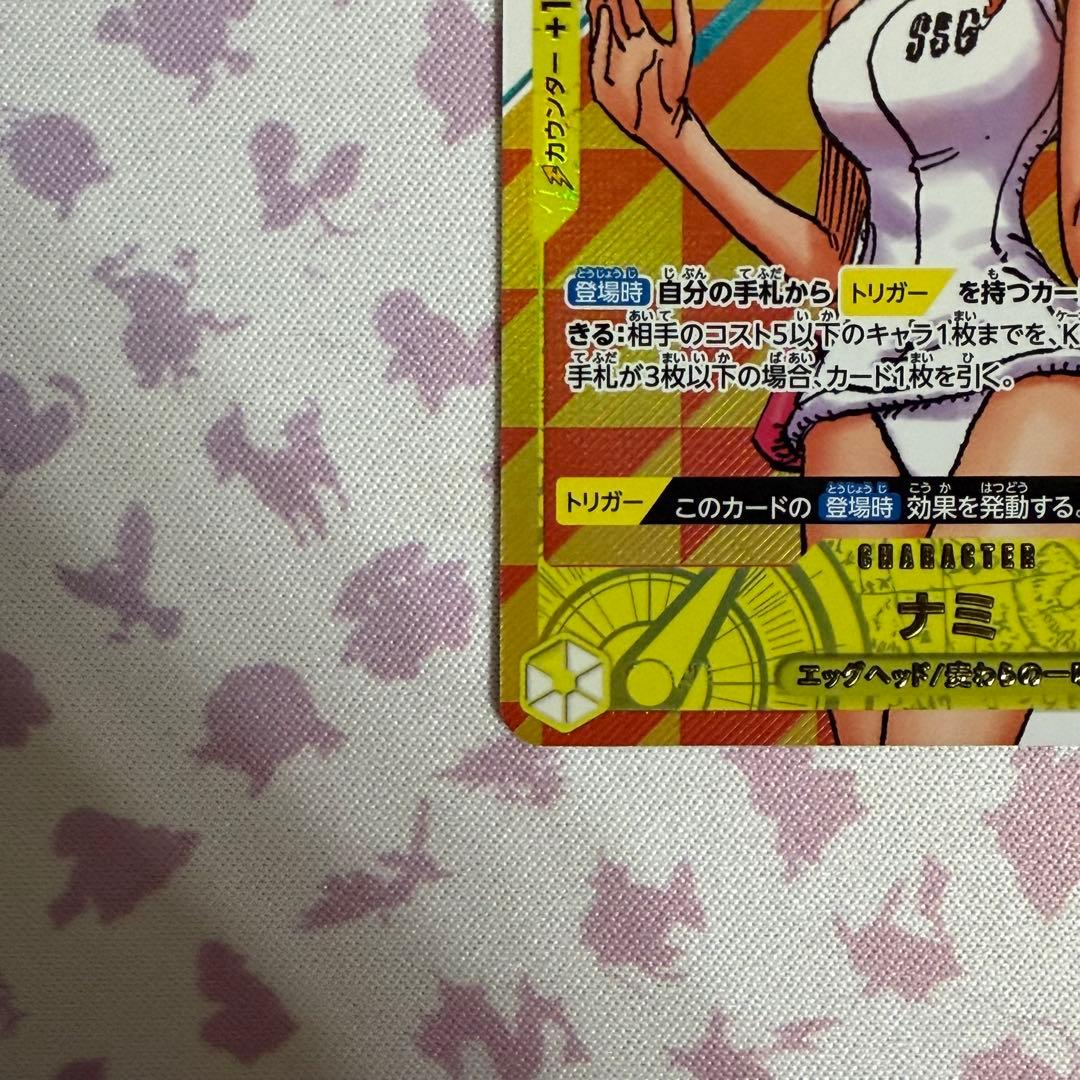 カウンター +1
SSG
登場時 自分の手札から トリガー を持つカー
きる:相手のコスト5以下のキャラ1枚までを、K
手札が3枚以下の場合、カード1枚を引く。
トリガー このカードの 登場時 効果を発動する。
CHARACTER
ナミ
エッグヘッド/麦わらの一味